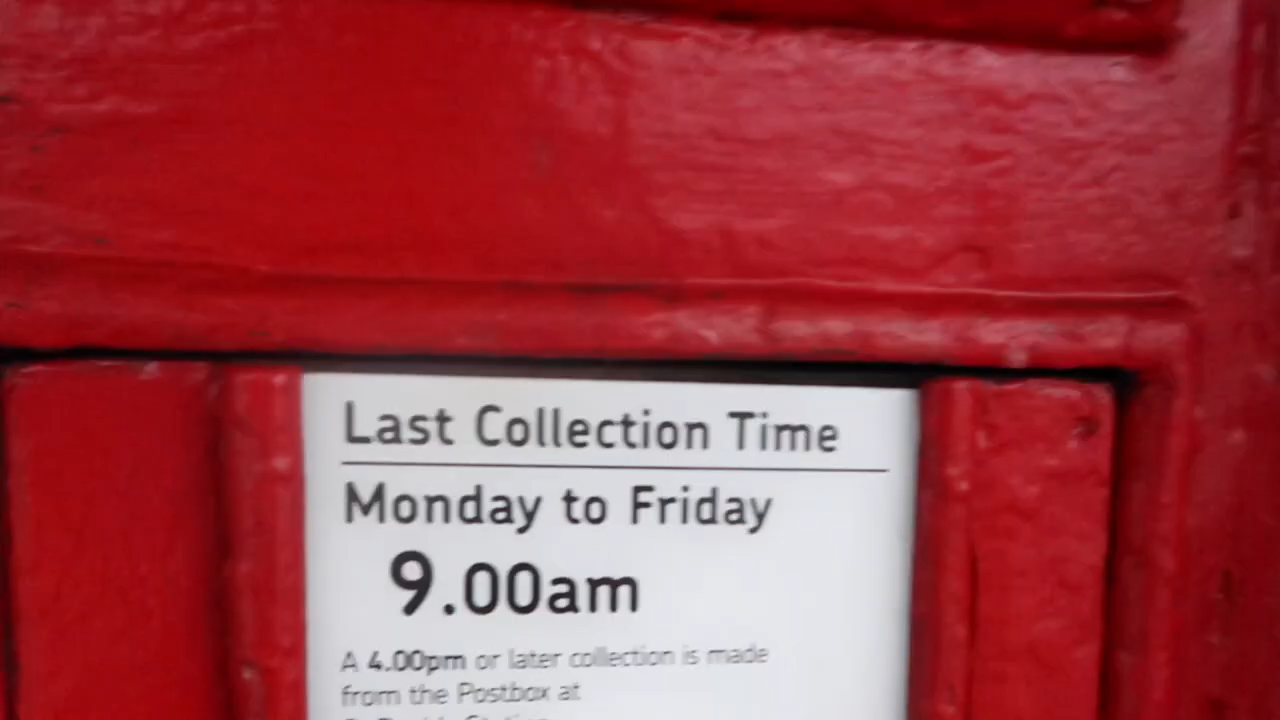 Last Collection Time
Monday to Friday
9.00am
A 4.00pm or later collection is made
from the Postbox at